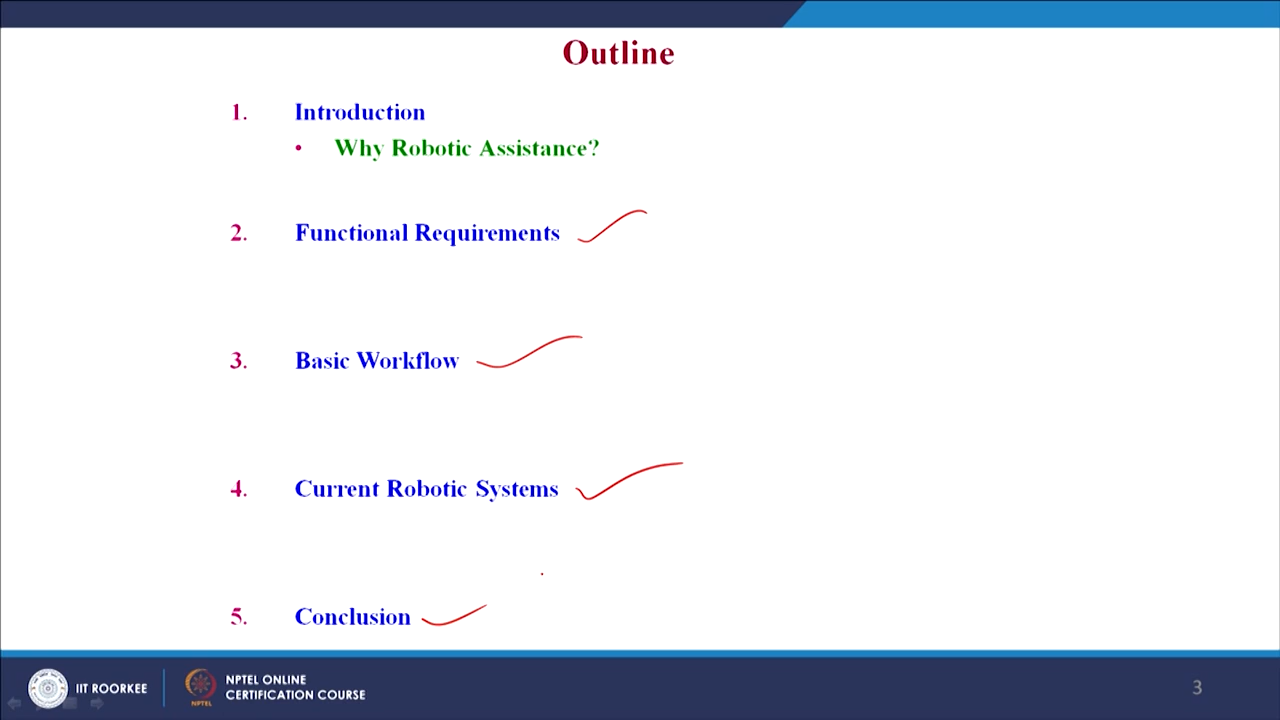 Outline
1. Introduction
• Why Robotic Assistance?
2. Functional Requirements
3. Basic Workflow
4. Current Robotic Systems
5. Conclusion
IIT ROORKEE
NPTEL
NPTEL ONLINE
CERTIFICATION COURSE
3